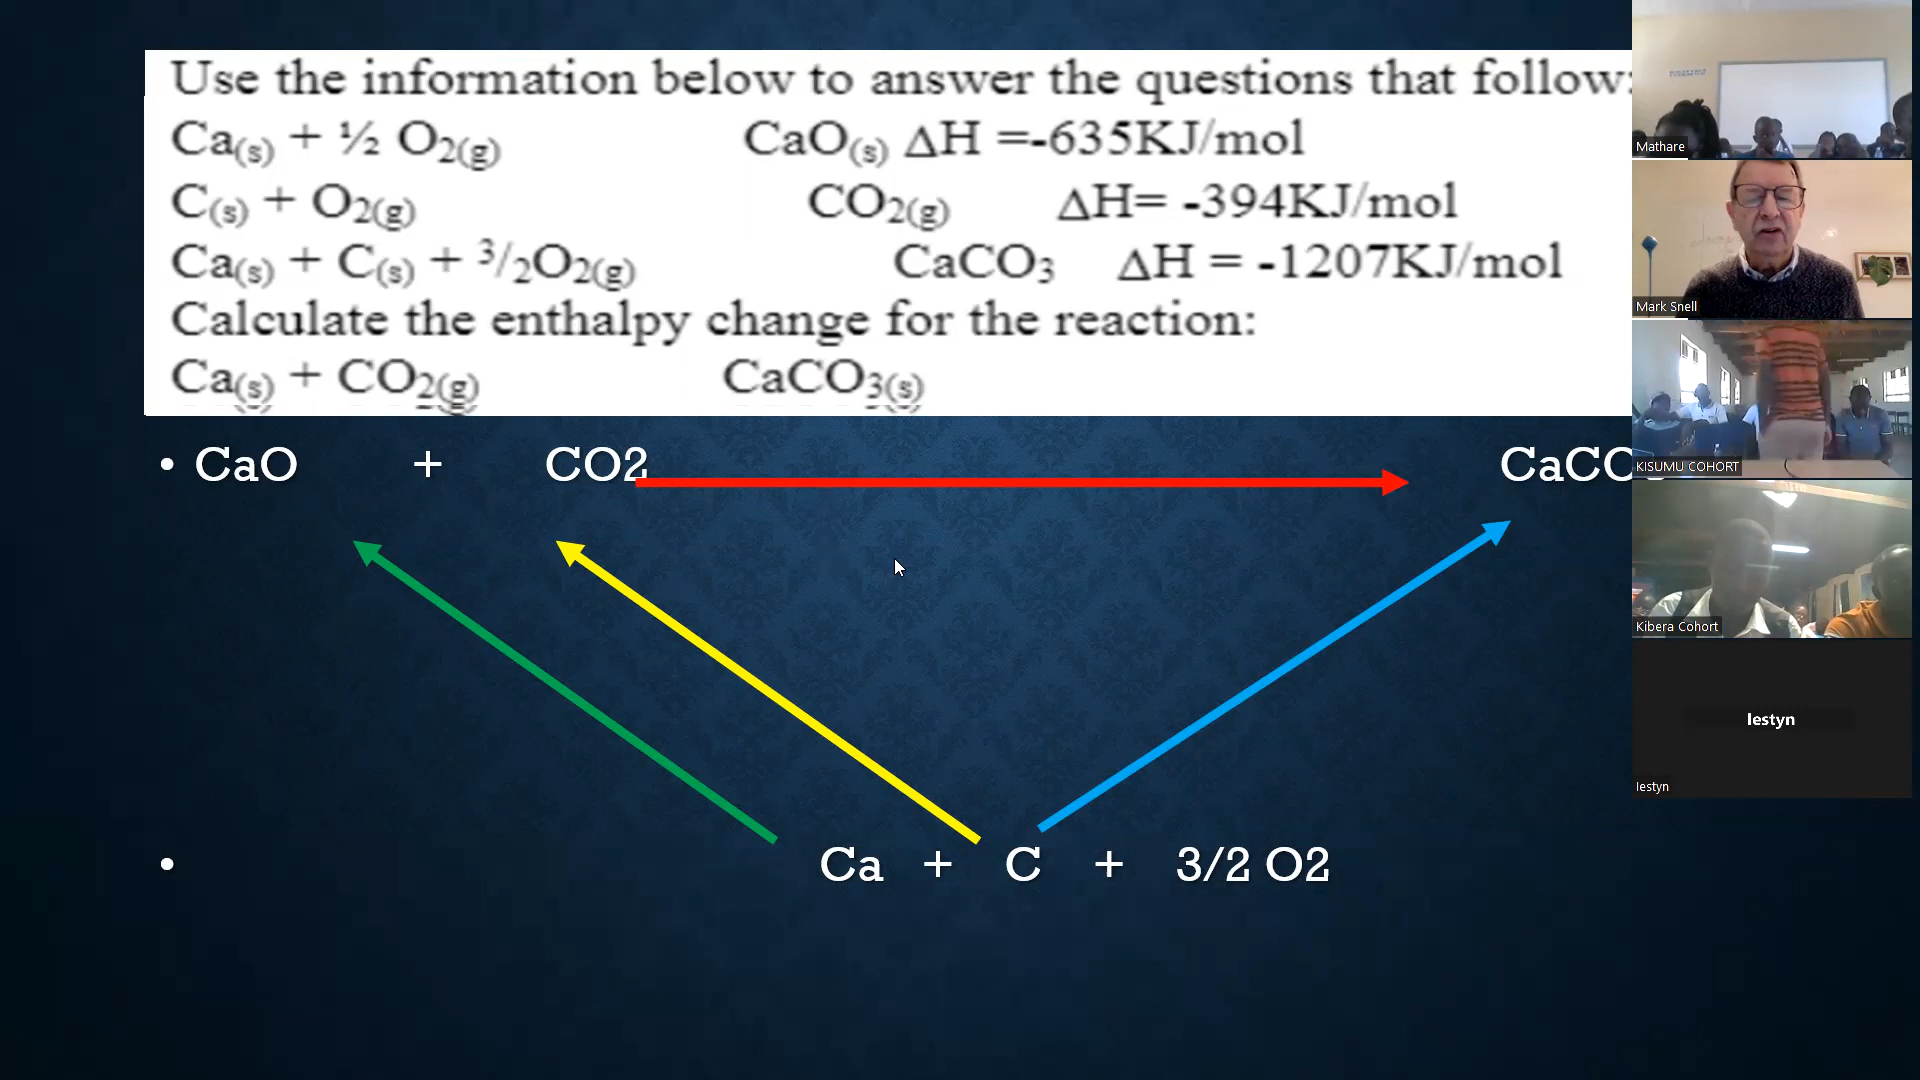 Use the information below to answer the questions that follow:
Ca(s) + ½ O2(g) CaO(s) ΔH =-635KJ/mol
C(s) + O2(g) CO2(g) ΔH= -394KJ/mol
Ca(s) + C(s) + 3/2O2(g) CaCO3 ΔH = -1207KJ/mol
Calculate the enthalpy change for the reaction:
Ca(s) + CO2(g) CaCO3(s)
• CaO + CO2 CaCO
• Ca + C + 3/2 O2
Mathare
Mark Snell
KISUMU COHORT
Kibera Cohort
Iestyn
Iestyn